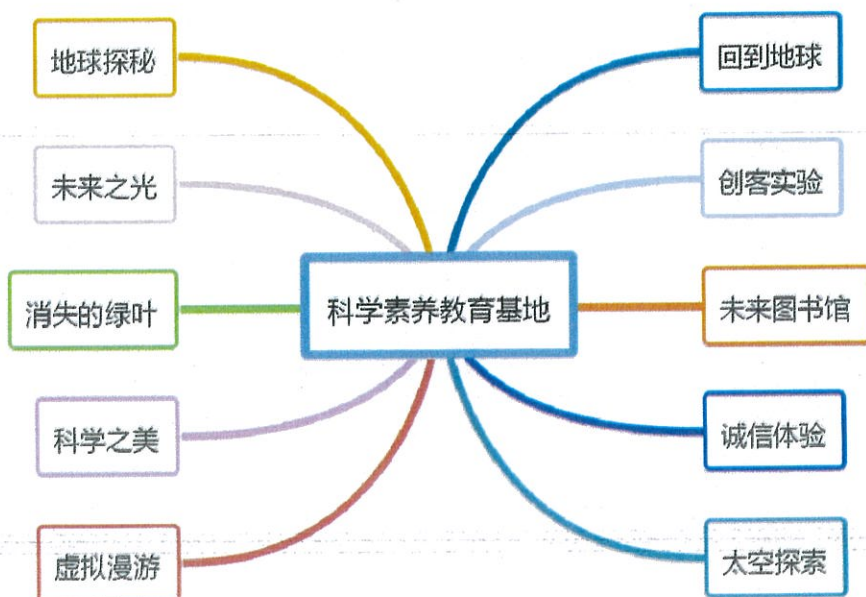 地球探秘
未来之光
消失的绿叶
科学之美
虚拟漫游
科学素养教育基地
回到地球
创客实验
未来图书馆
诚信体验
太空探索